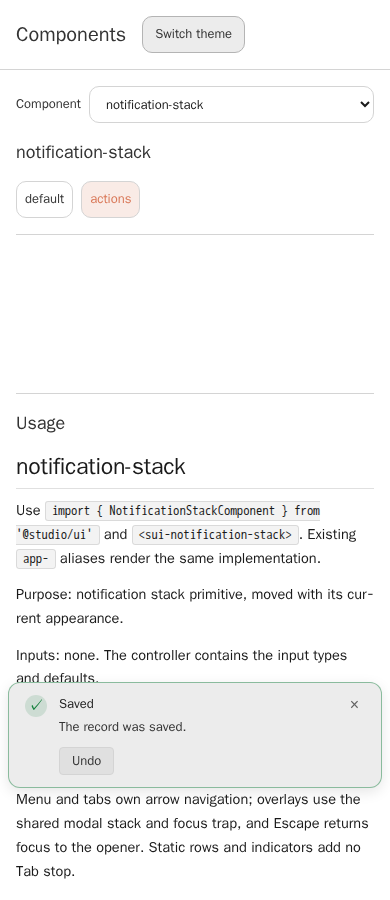 Components
Switch theme
Component
notification-stack
notification-stack
default
actions
Usage
notification-stack
Use import { NotificationStackComponent } from
'@studio/ui' and <sui-notification-stack>. Existing
app- aliases render the same implementation.
Purpose: notification stack primitive, moved with its cur-
rent appearance.
Inputs: none. The controller contains the input types
and defaults.
Saved
×
The record was saved.
Undo
Menu and tabs own arrow navigation; overlays use the
shared modal stack and focus trap, and Escape returns
focus to the opener. Static rows and indicators add no
Tab stop.